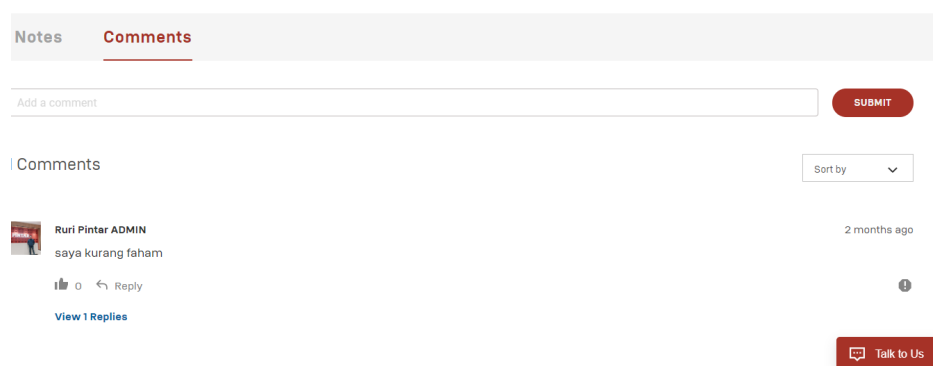 Notes Comments
Add a comment SUBMIT
Comments Sort by
Ruri Pintar ADMIN 2 months ago
saya kurang faham
0 Reply
View 1 Replies
Talk to Us